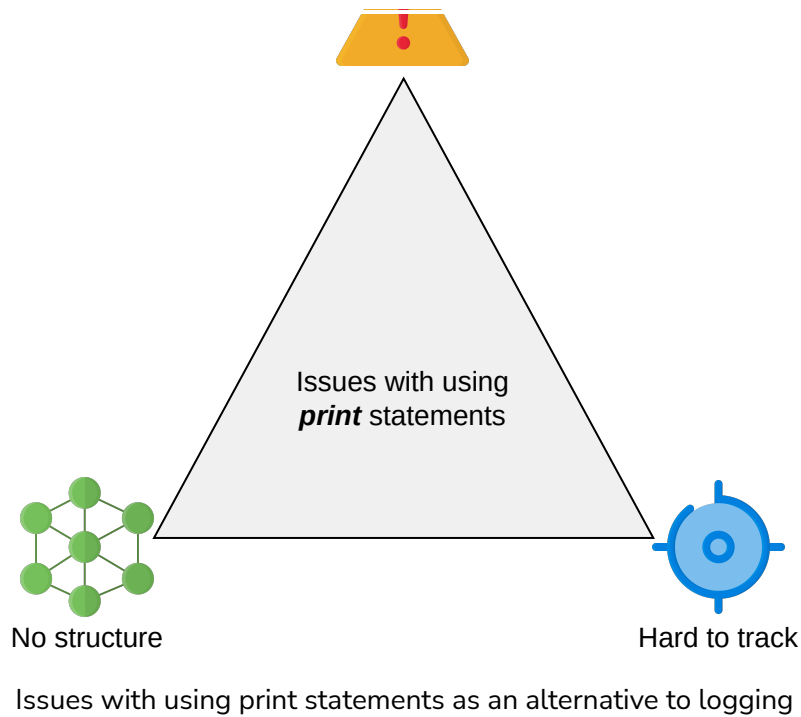 Issues with using
print statements
No structure
Hard to track
Issues with using print statements as an alternative to logging